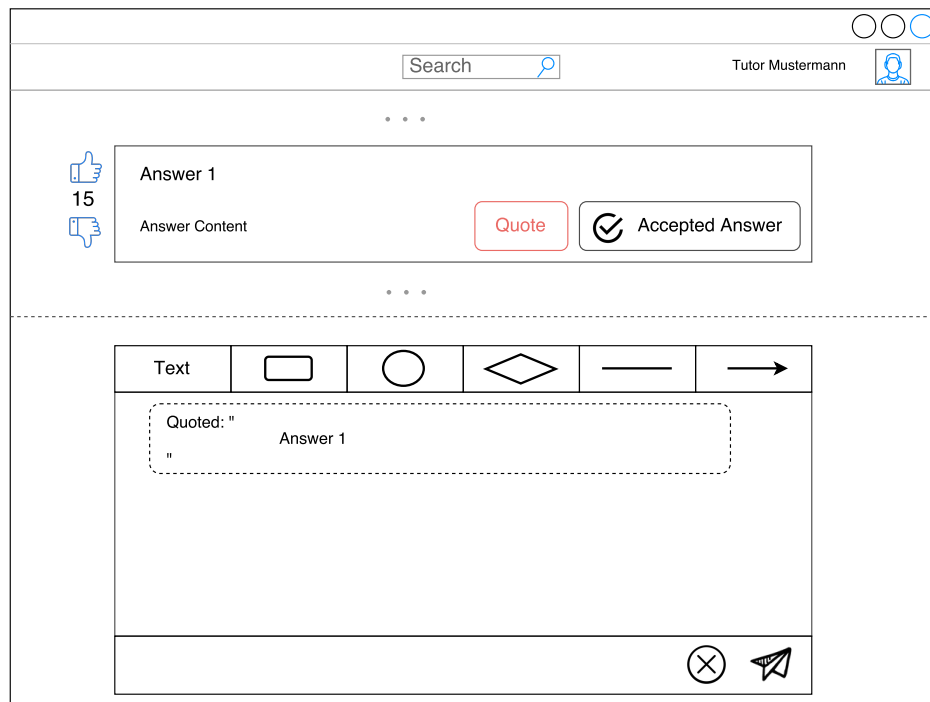 Search
Tutor Mustermann
Answer 1
15
Answer Content
Quote
Accepted Answer
Text
Quoted: "
Answer 1
"